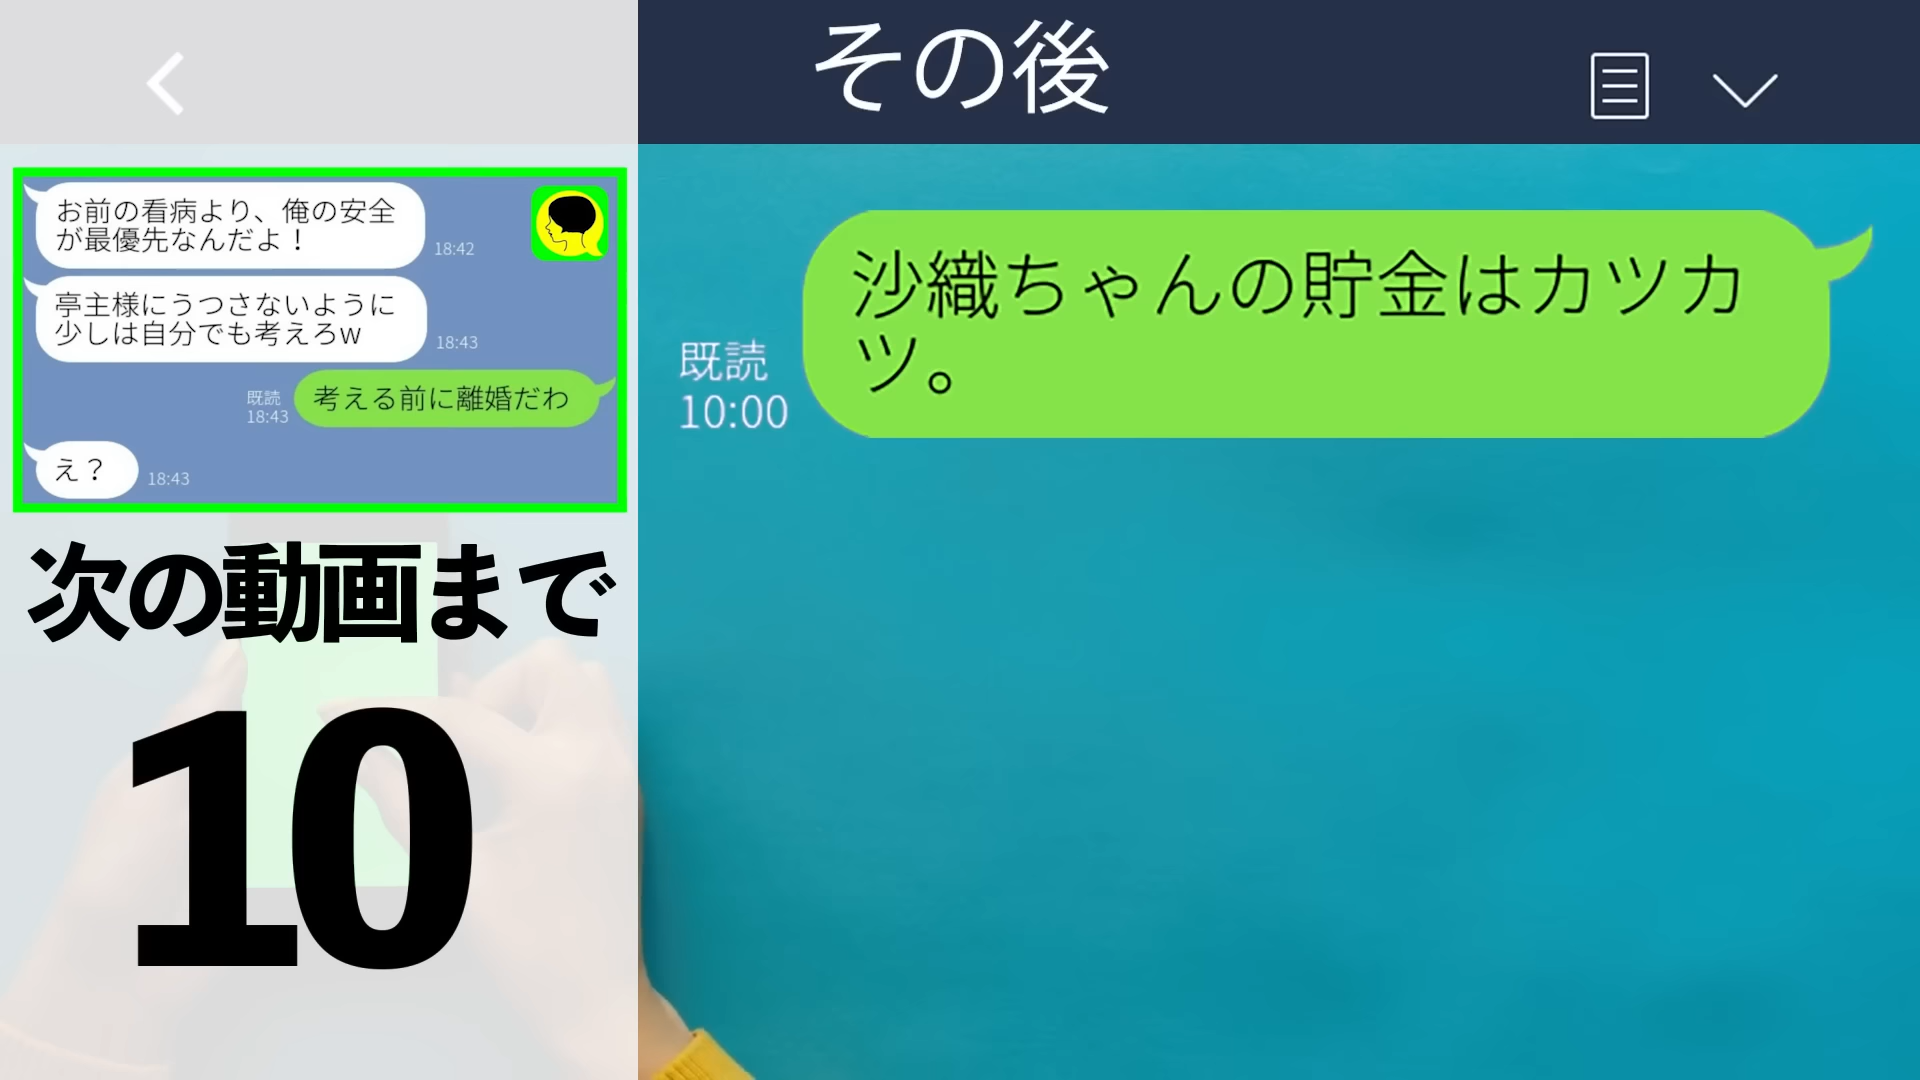 その後
お前の看病より、俺の安全
が最優先なんだよ！
18:42
亭主様にうつさないように
少しは自分でも考えろw
18:43
考える前に離婚だわ
既読
18:43
え？
18:43
次の動画まで
10
沙織ちゃんの貯金はカツカ
ツ。
既読
10:00